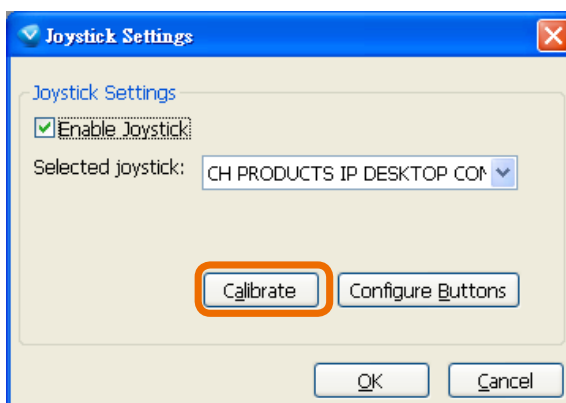 Joystick Settings
Joystick Settings
Enable Joystick
Selected joystick: CH PRODUCTS IP DESKTOP CON
Calibrate Configure Buttons
OK Cancel